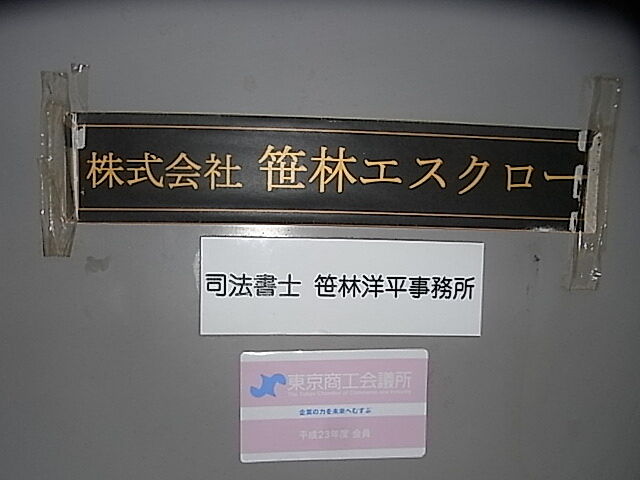 株式会社 笹林エスクロー
司法書士 笹林洋平事務所
東京商工会議所
The Tokyo Chamber of Commerce and Industry
企業の力を未来へむすぶ
平成23年度 会員